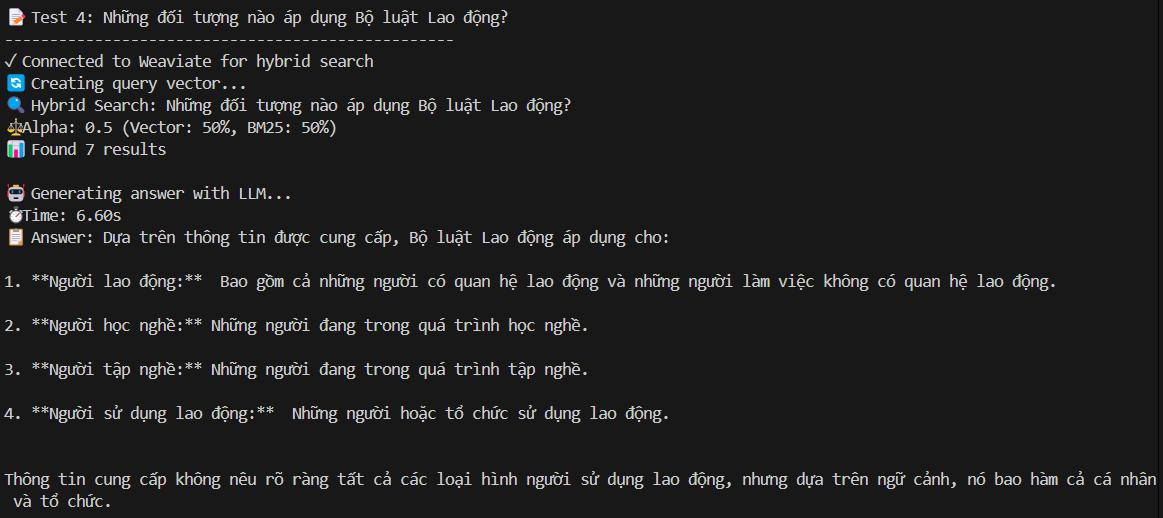 📝 Test 4: Những đối tượng nào áp dụng Bộ luật Lao động?
--------------------------------------------------
✓ Connected to Weaviate for hybrid search
🔄 Creating query vector...
🔍 Hybrid Search: Những đối tượng nào áp dụng Bộ luật Lao động?
⚖️Alpha: 0.5 (Vector: 50%, BM25: 50%)
📊 Found 7 results
🤖 Generating answer with LLM...
⏱️Time: 6.60s
📋 Answer: Dựa trên thông tin được cung cấp, Bộ luật Lao động áp dụng cho:
1. **Người lao động:**  Bao gồm cả những người có quan hệ lao động và những người làm việc không có quan hệ lao động.
2. **Người học nghề:** Những người đang trong quá trình học nghề.
3. **Người tập nghề:** Những người đang trong quá trình tập nghề.
4. **Người sử dụng lao động:**  Những người hoặc tổ chức sử dụng lao động.
Thông tin cung cấp không nêu rõ ràng tất cả các loại hình người sử dụng lao động, nhưng dựa trên ngữ cảnh, nó bao hàm cả cá nhân
và tổ chức.